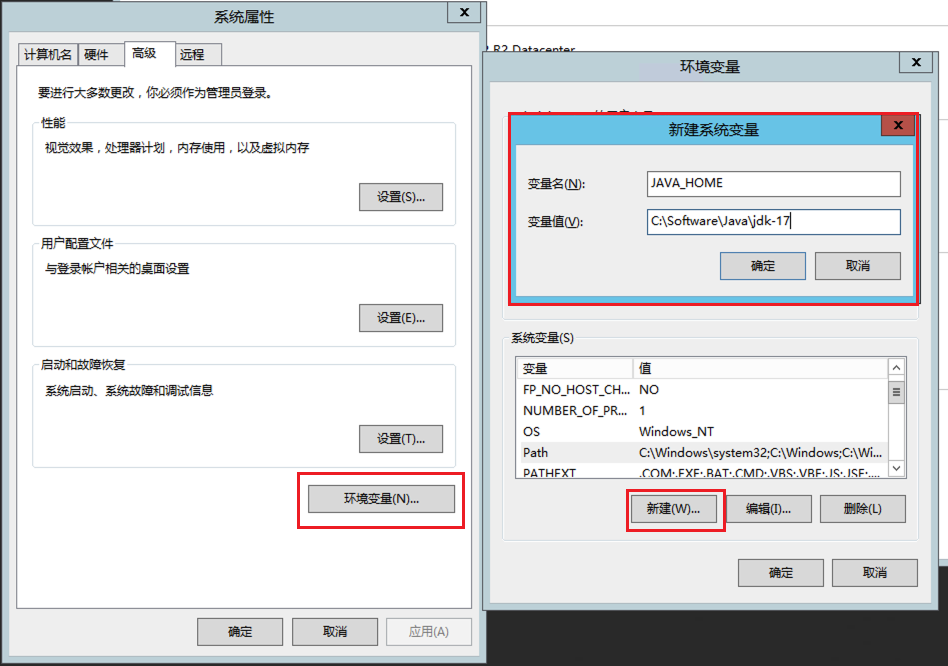 系统属性
x
计算机名 硬件 高级 远程
要进行大多数更改，你必须作为管理员登录。
性能
视觉效果，处理器计划，内存使用，以及虚拟内存
设置(S)...
用户配置文件
与登录帐户相关的桌面设置
设置(E)...
启动和故障恢复
系统启动、系统故障和调试信息
设置(T)...
环境变量(N)...
确定 取消 应用(A)
R2 Datacenter
环境变量
x
新建系统变量
x
变量名(N): JAVA_HOME
变量值(V): C:\Software\Java\jdk-17
确定 取消
系统变量(S)
变量 值
FP_NO_HOST_CH... NO
NUMBER_OF_PR... 1
OS Windows_NT
Path C:\Windows\system32;C:\Windows;C:\Wi...
PATHEXT .COM;.EXE;.BAT;.CMD;.VBS;.VBE;.JS;.JSE;....
新建(W)... 编辑(I)... 删除(L)
确定 取消